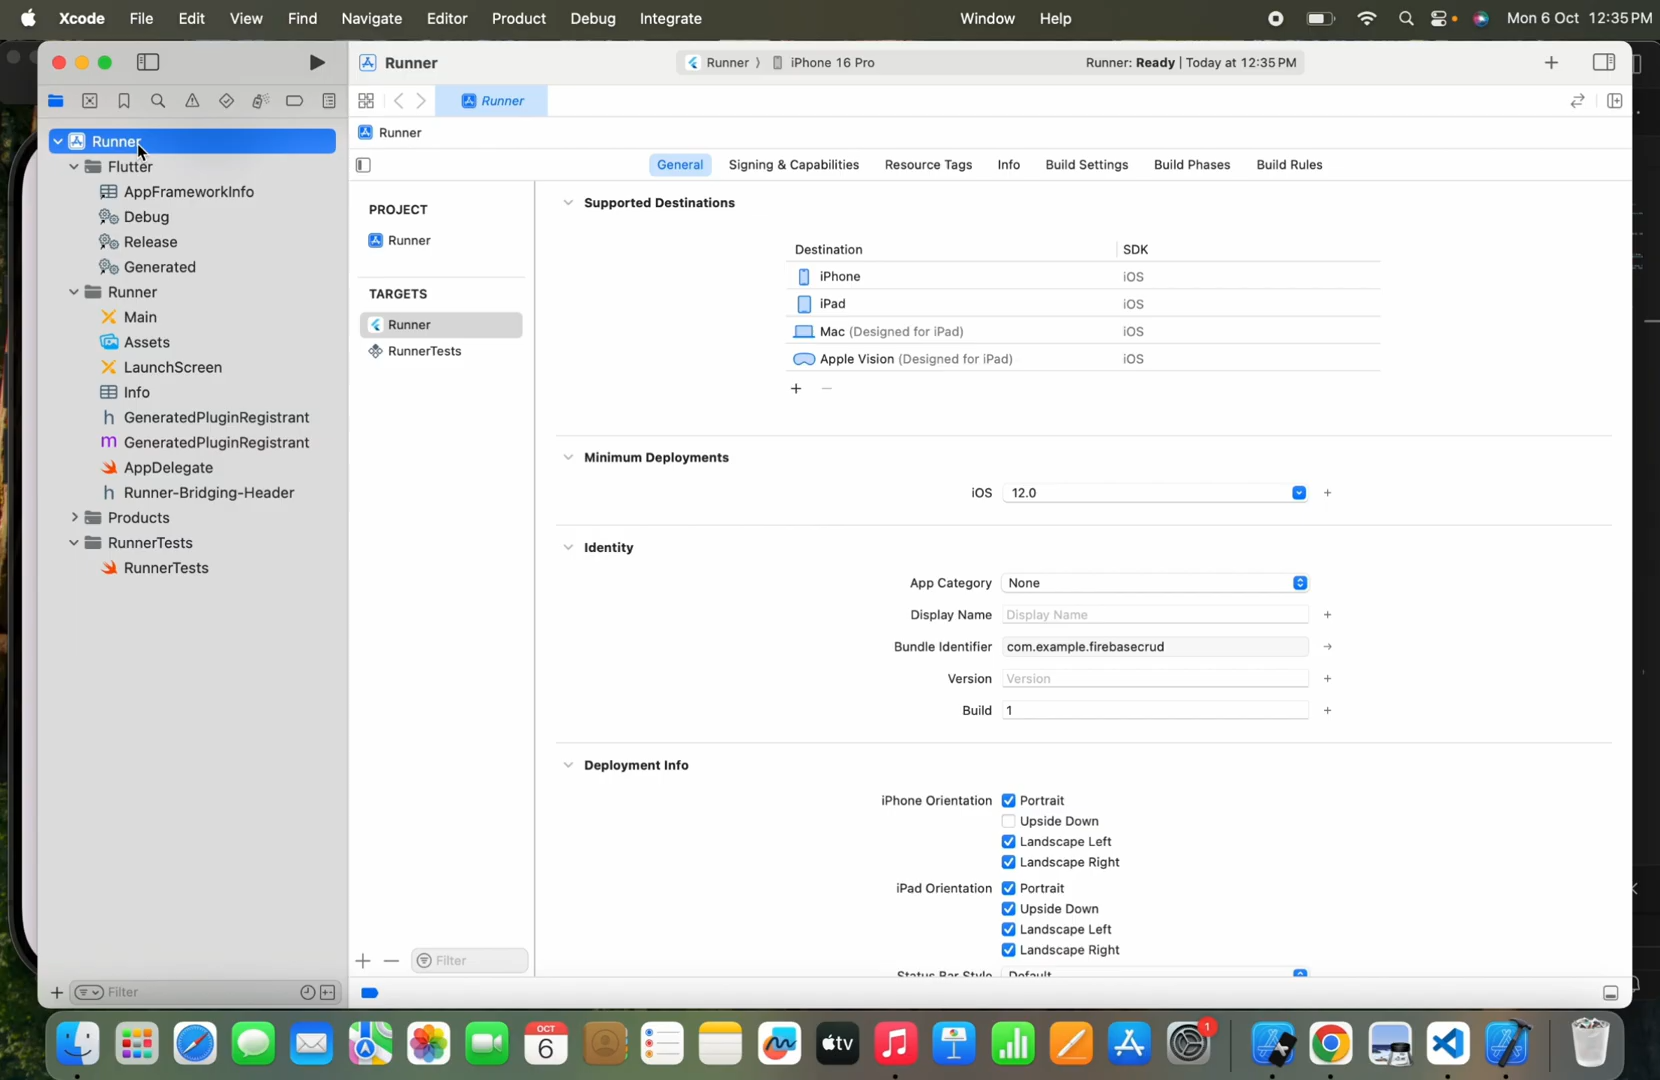 Xcode File Edit View Find Navigate Editor Product Debug Integrate Window Help Mon 6 Oct 12:35 PM
Runner
Runner iPhone 16 Pro
Runner: Ready | Today at 12:35 PM
Runner
Runner
General Signing & Capabilities Resource Tags Info Build Settings Build Phases Build Rules
Runner
Flutter
AppFrameworkInfo
Debug
Release
Generated
Runner
Main
Assets
LaunchScreen
Info
h GeneratedPluginRegistrant
m GeneratedPluginRegistrant
AppDelegate
h Runner-Bridging-Header
Products
RunnerTests
RunnerTests
Filter
PROJECT
Runner
TARGETS
Runner
RunnerTests
Filter
Supported Destinations
Destination SDK
iPhone iOS
iPad iOS
Mac (Designed for iPad) iOS
Apple Vision (Designed for iPad) iOS
Minimum Deployments
iOS 12.0
Identity
App Category None
Display Name Display Name
Bundle Identifier com.example.firebasecrud
Version Version
Build 1
Deployment Info
iPhone Orientation Portrait
Upside Down
Landscape Left
Landscape Right
iPad Orientation Portrait
Upside Down
Landscape Left
Landscape Right
Status Bar Style Default
OCT
6
tv
1